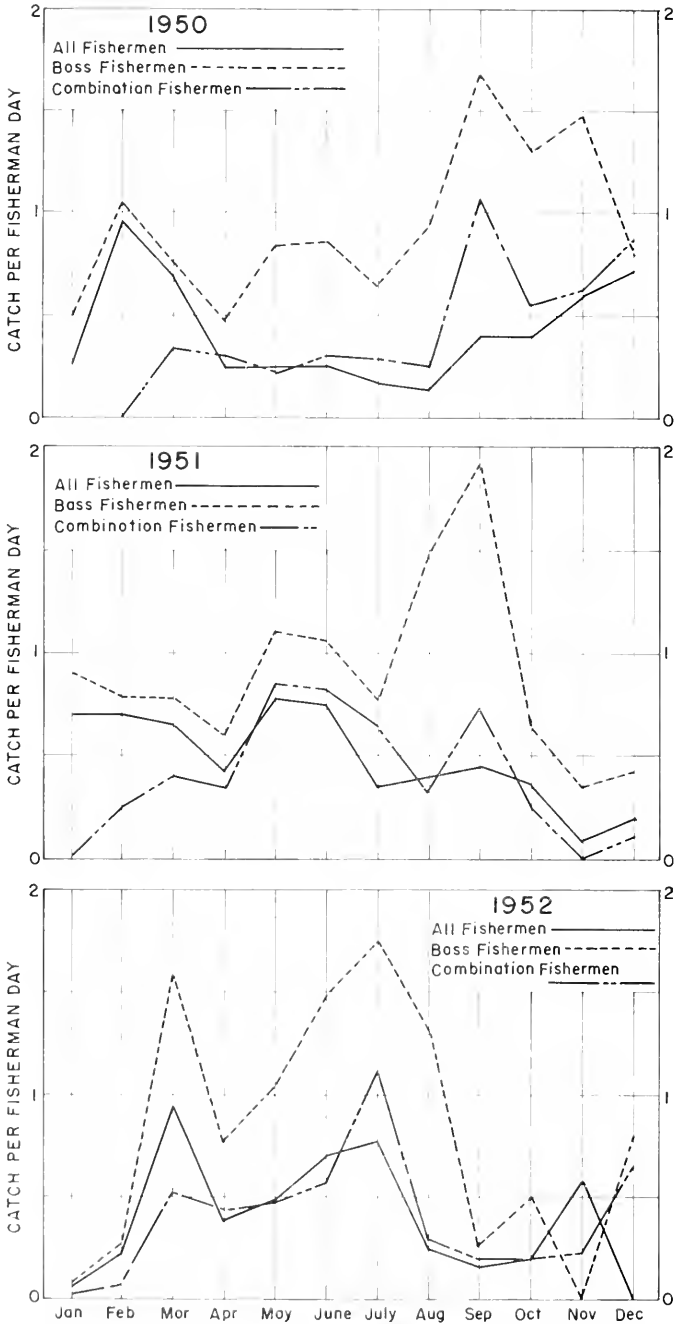 2
2
1950
All Fishermen
Boss Fishermen
Combination Fishermen
CATCH PER FISHERMAN DAY
1
1
0
0
2
2
1951
All Fishermen
Bass Fishermen
Combination Fishermen
CATCH PER FISHERMAN DAY
1
1
0
0
2
2
1952
All Fishermen
Boss Fishermen
Combination Fishermen
CATCH PER FISHERMAN DAY
1
1
0
0
Jan Feb Mar Apr May June July Aug Sep Oct Nov Dec